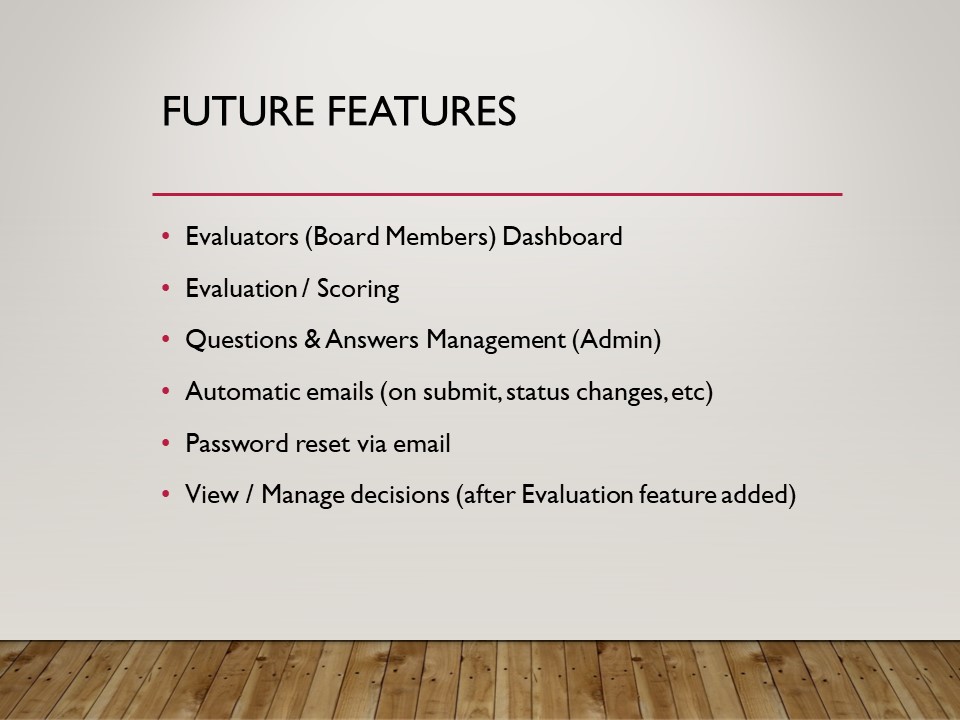 FUTURE FEATURES
• Evaluators (Board Members) Dashboard
• Evaluation / Scoring
• Questions & Answers Management (Admin)
• Automatic emails (on submit, status changes, etc)
• Password reset via email
• View / Manage decisions (after Evaluation feature added)